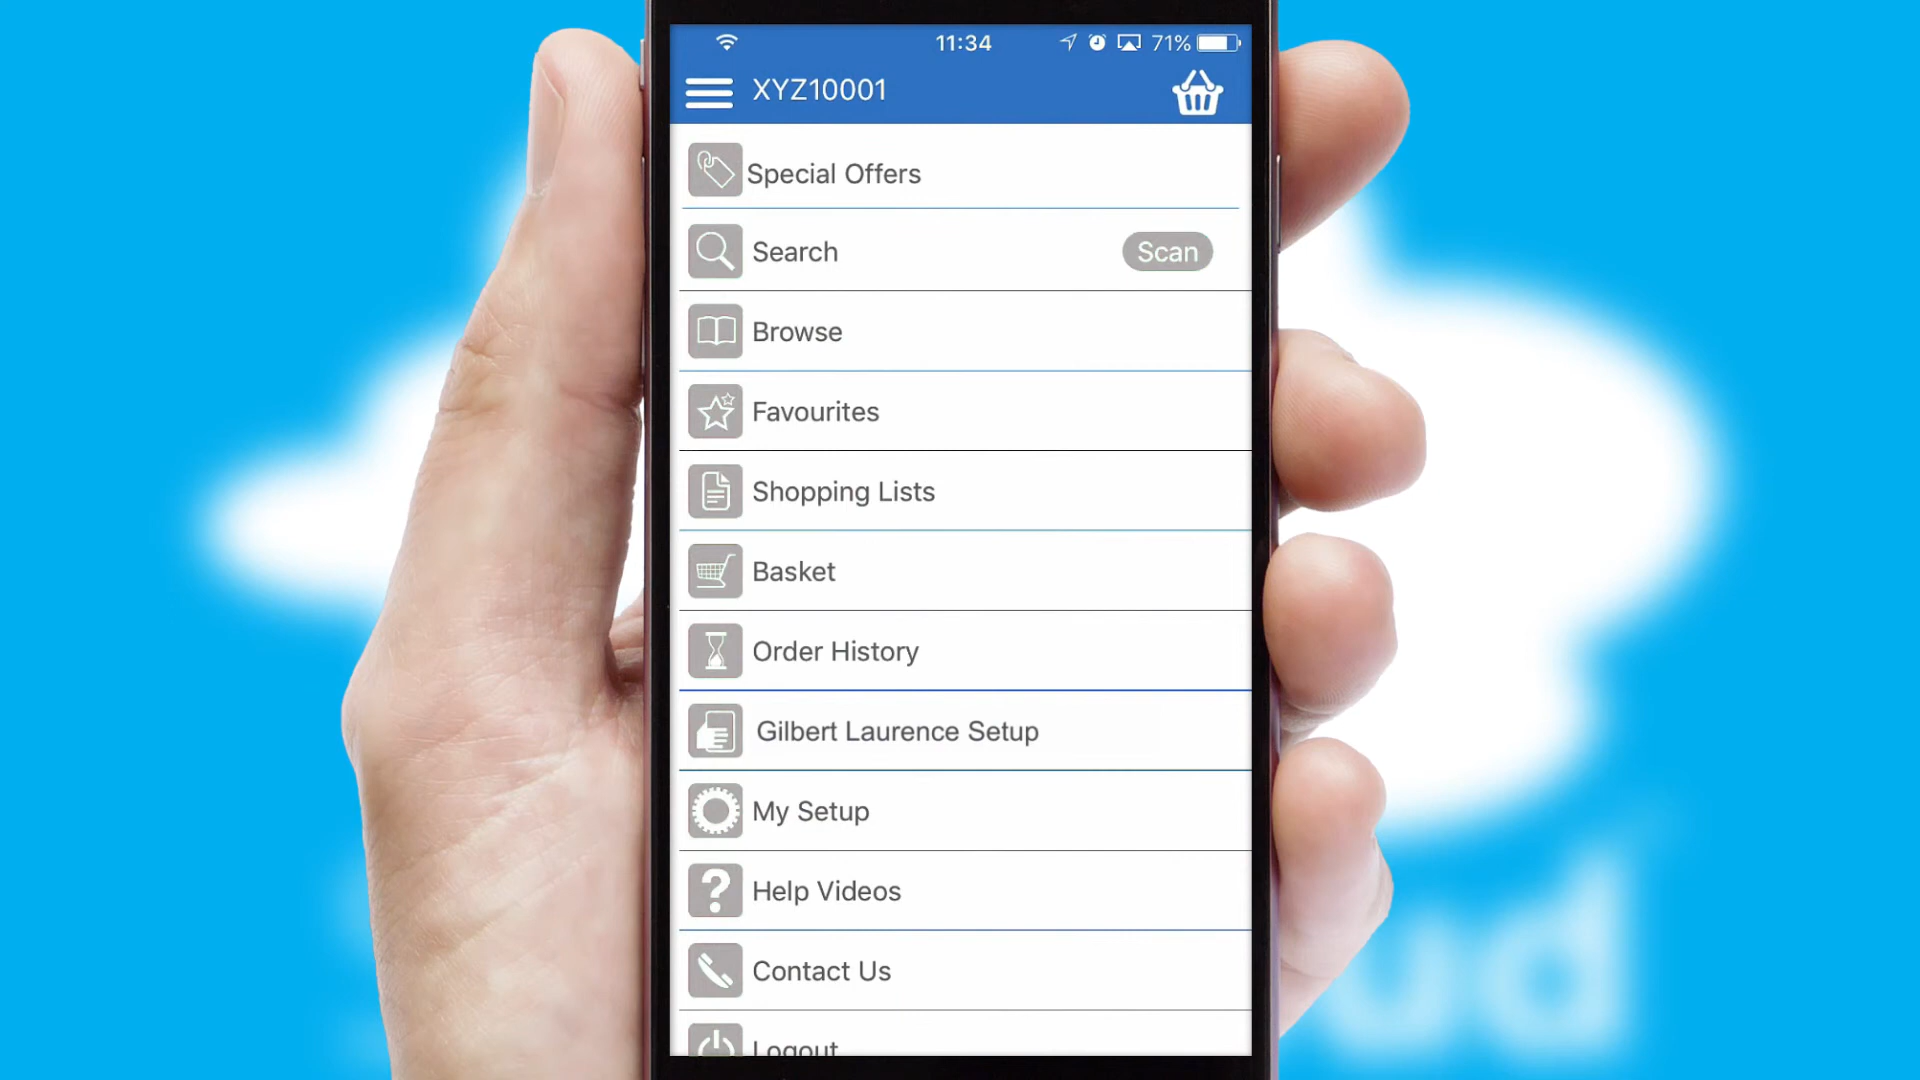 11:34
71%
XYZ10001
Special Offers
Search
Scan
Browse
Favourites
Shopping Lists
Basket
Order History
Gilbert Laurence Setup
My Setup
Help Videos
Contact Us
Logout
ud